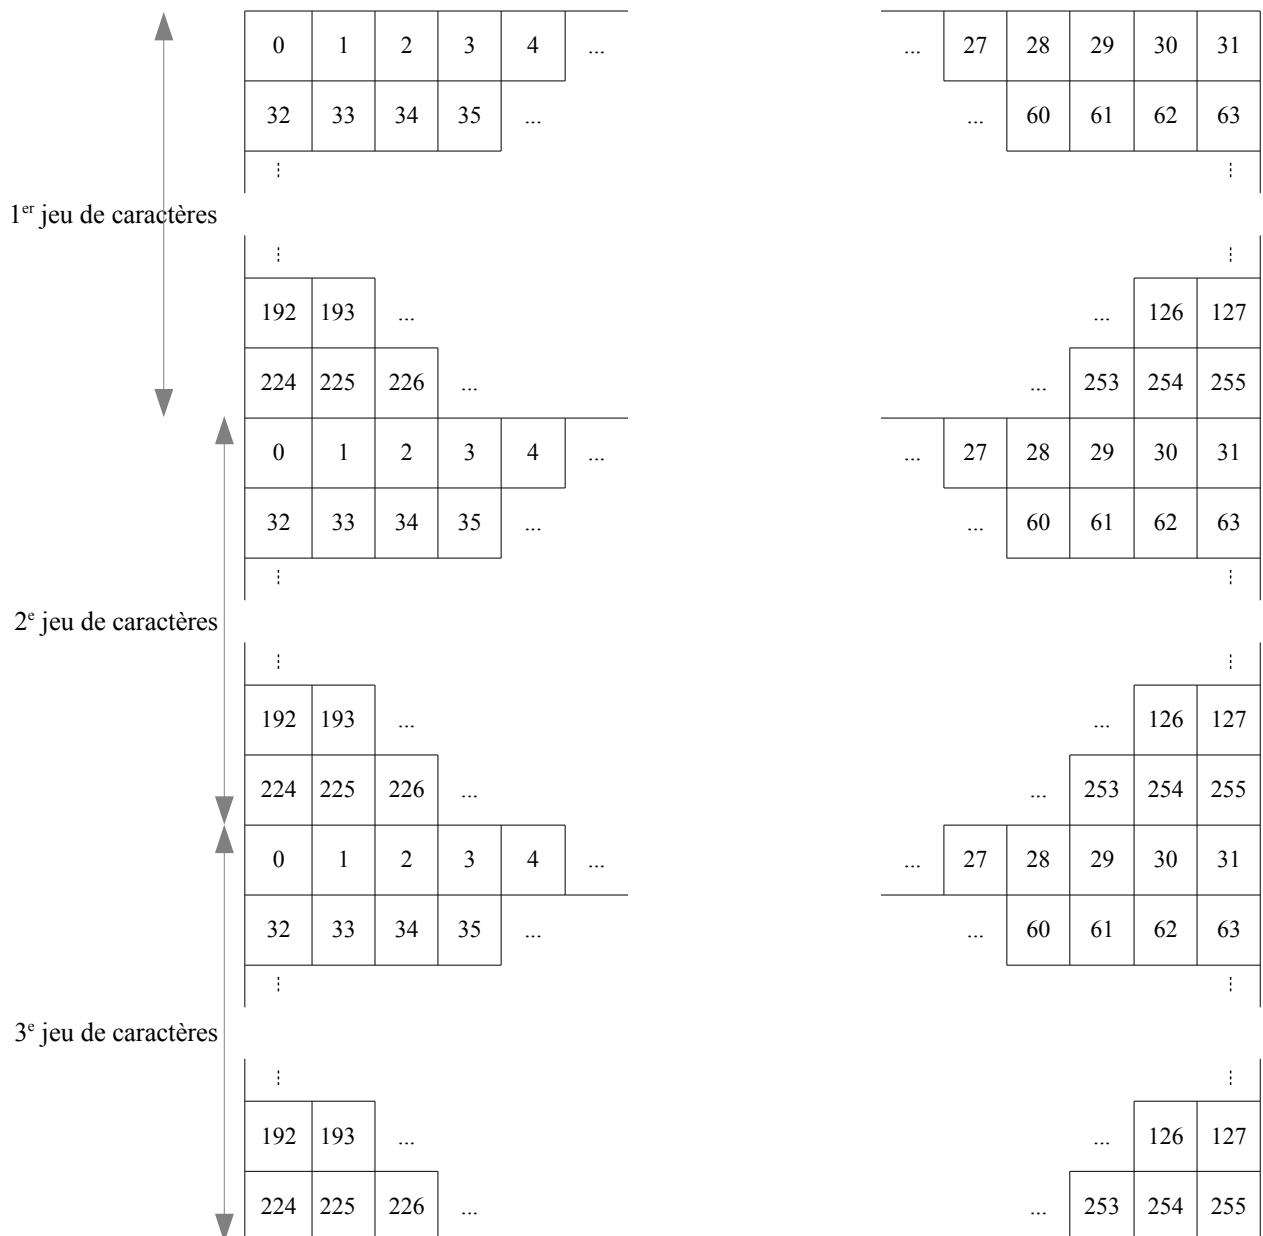 0 1 2 3 4 ... ... 27 28 29 30 31
32 33 34 35 ... ... 60 61 62 63
⋮ ⋮
1er jeu de caractères
⋮ ⋮
192 193 ... ... 126 127
224 225 226 ... ... 253 254 255
0 1 2 3 4 ... ... 27 28 29 30 31
32 33 34 35 ... ... 60 61 62 63
⋮ ⋮
2e jeu de caractères
⋮ ⋮
192 193 ... ... 126 127
224 225 226 ... ... 253 254 255
0 1 2 3 4 ... ... 27 28 29 30 31
32 33 34 35 ... ... 60 61 62 63
⋮ ⋮
3e jeu de caractères
⋮ ⋮
192 193 ... ... 126 127
224 225 226 ... ... 253 254 255